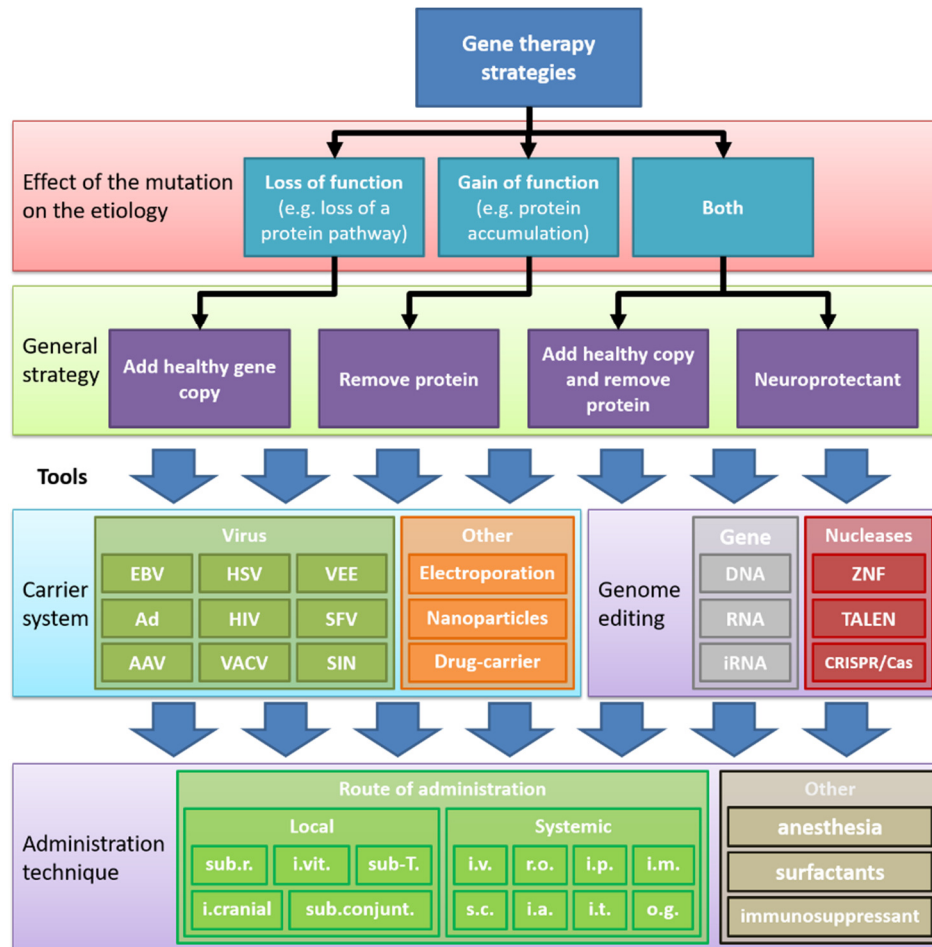 Gene therapy
strategies
Effect of the mutation
on the etiology
Loss of function
(e.g. loss of a
protein pathway)
Gain of function
(e.g. protein
accumulation)
Both
General
strategy
Add healthy gene
copy
Remove protein
Add healthy copy
and remove
protein
Neuroprotectant
Tools
Carrier
system
Virus
EBV HSV VEE
Ad HIV SFV
AAV VACV SIN
Other
Electroporation
Nanoparticles
Drug-carrier
Genome
editing
Gene
DNA
RNA
iRNA
Nucleases
ZNF
TALEN
CRISPR/Cas
Administration
technique
Route of administration
Local
sub.r. i.vit. sub-T.
i.cranial sub.conjunt.
Systemic
i.v. r.o. i.p. i.m.
s.c. i.a. i.t. o.g.
Other
anesthesia
surfactants
immunosuppressant